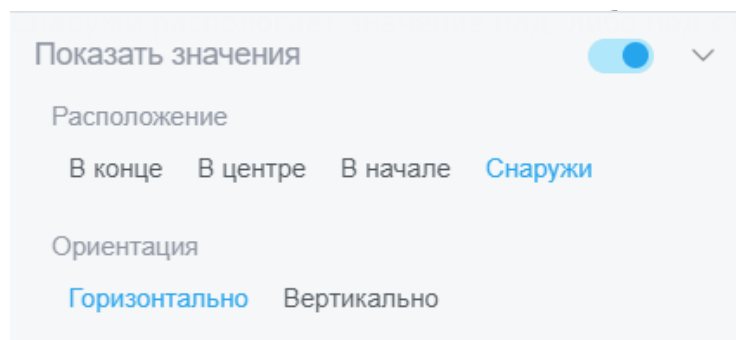 Показать значения
Расположение
В конце В центре В начале Снаружи
Ориентация
Горизонтально Вертикально